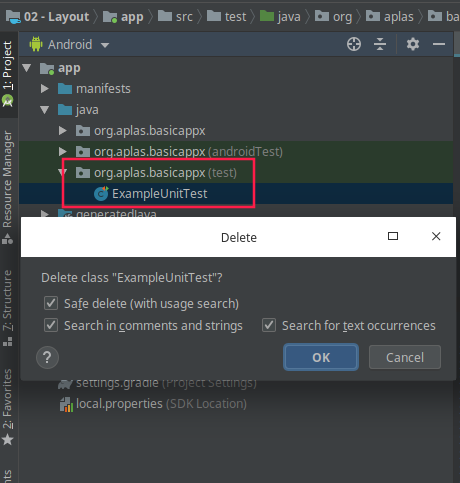 02 - Layout
app
src
test
java
org
aplas
ba
1: Project
Android
app
manifests
java
org.aplas.basicappx
org.aplas.basicappx (androidTest)
org.aplas.basicappx (test)
ExampleUnitTest
generatedJava
Resource Manager
Delete
Delete class "ExampleUnitTest"?
Safe delete (with usage search)
Search in comments and strings
Search for text occurrences
?
OK
Cancel
Z: Structure
settings.gradle (Project Settings)
local.properties (SDK Location)
2: Favorites
nts